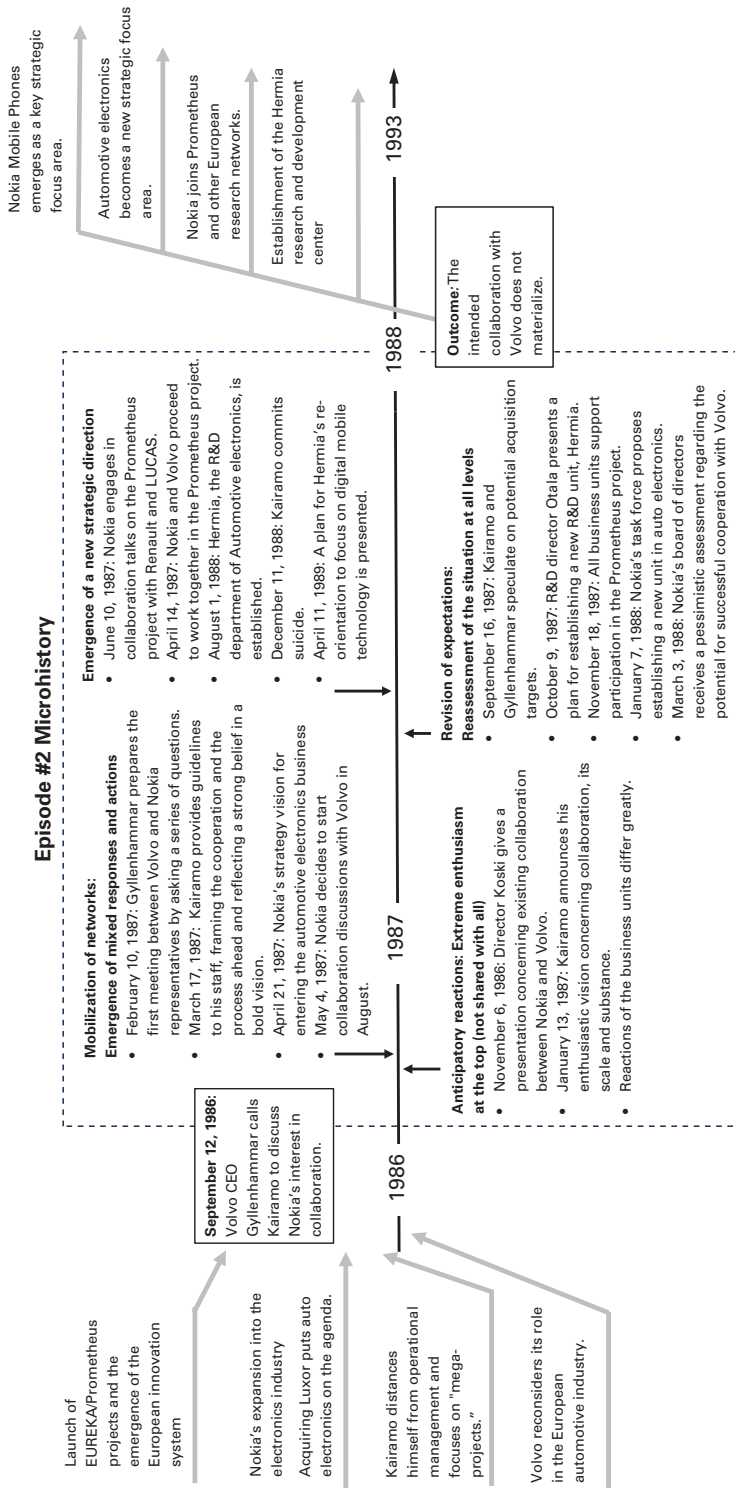 Episode #2 Microhistory
Launch of
EUREKA/Prometheus
projects and the
emergence of the
European innovation
system
Nokia's expansion into the
electronics industry
Acquiring Luxor puts auto
electronics on the agenda.
Kairamo distances
himself from operational
management and
focuses on "mega-
projects."
Volvo reconsiders its role
in the European
automotive industry.
September 12, 1986:
Volvo CEO
Gyllenhammar calls
Kairamo to discuss
Nokia's interest in
collaboration.
Mobilization of networks:
Emergence of mixed responses and actions
• February 10, 1987: Gyllenhammar prepares the
first meeting between Volvo and Nokia
representatives by asking a series of questions.
• March 17, 1987: Kairamo provides guidelines
to his staff, framing the cooperation and the
process ahead and reflecting a strong belief in a
bold vision.
• April 21, 1987: Nokia's strategy vision for
entering the automotive electronics business
• May 4, 1987: Nokia decides to start
collaboration discussions with Volvo in
August.
Emergence of a new strategic direction
• June 10, 1987: Nokia engages in
collaboration talks on the Prometheus
project with Renault and LUCAS.
• April 14, 1987: Nokia and Volvo proceed
to work together in the Prometheus project.
• August 1, 1988: Hermia, the R&D
department of Automotive electronics, is
established.
• December 11, 1988: Kairamo commits
suicide.
• April 11, 1989: A plan for Hermia's re-
orientation to focus on digital mobile
technology is presented.
1986
1987
1988
1993
Anticipatory reactions: Extreme enthusiasm
at the top (not shared with all)
• November 6, 1986: Director Koski gives a
presentation concerning existing collaboration
between Nokia and Volvo.
• January 13, 1987: Kairamo announces his
enthusiastic vision concerning collaboration, its
scale and substance.
• Reactions of the business units differ greatly.
Revision of expectations:
Reassessment of the situation at all levels
• September 16, 1987: Kairamo and
Gyllenhammar speculate on potential acquisition
targets.
• October 9, 1987: R&D director Otala presents a
plan for establishing a new R&D unit, Hermia.
• November 18, 1987: All business units support
participation in the Prometheus project.
• January 7, 1988: Nokia's task force proposes
establishing a new unit in auto electronics.
• March 3, 1988: Nokia's board of directors
receives a pessimistic assessment regarding the
potential for successful cooperation with Volvo.
Outcome: The
intended
collaboration with
Volvo does not
materialize.
Nokia Mobile Phones
emerges as a key strategic
focus area.
Automotive electronics
becomes a new strategic focus
area.
Nokia joins Prometheus
and other European
research networks.
Establishment of the Hermia
research and development
center